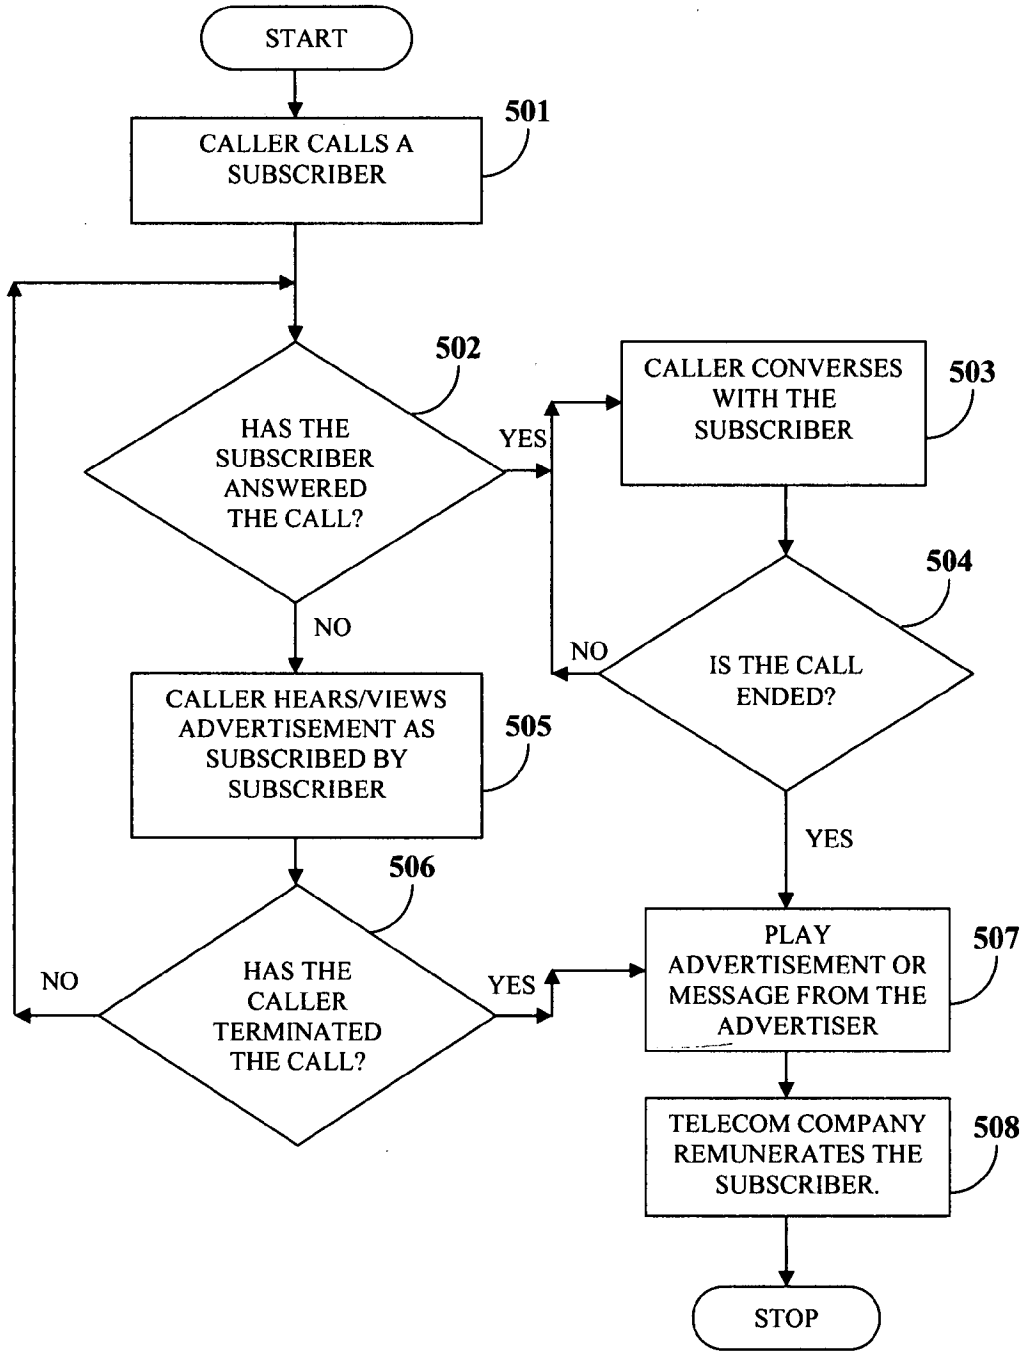 START
501
CALLER CALLS A
SUBSCRIBER
502
HAS THE
SUBSCRIBER
ANSWERED
THE CALL?
YES
NO
CALLER CONVERSES
WITH THE
SUBSCRIBER
503
504
IS THE CALL
ENDED?
NO
YES
CALLER HEARS/VIEWS
ADVERTISEMENT AS
SUBSCRIBED BY
SUBSCRIBER
505
506
HAS THE
CALLER
TERMINATED
THE CALL?
NO
YES
PLAY
ADVERTISEMENT OR
MESSAGE FROM THE
ADVERTISER
507
TELECOM COMPANY
REMUNERATES THE
SUBSCRIBER.
508
STOP